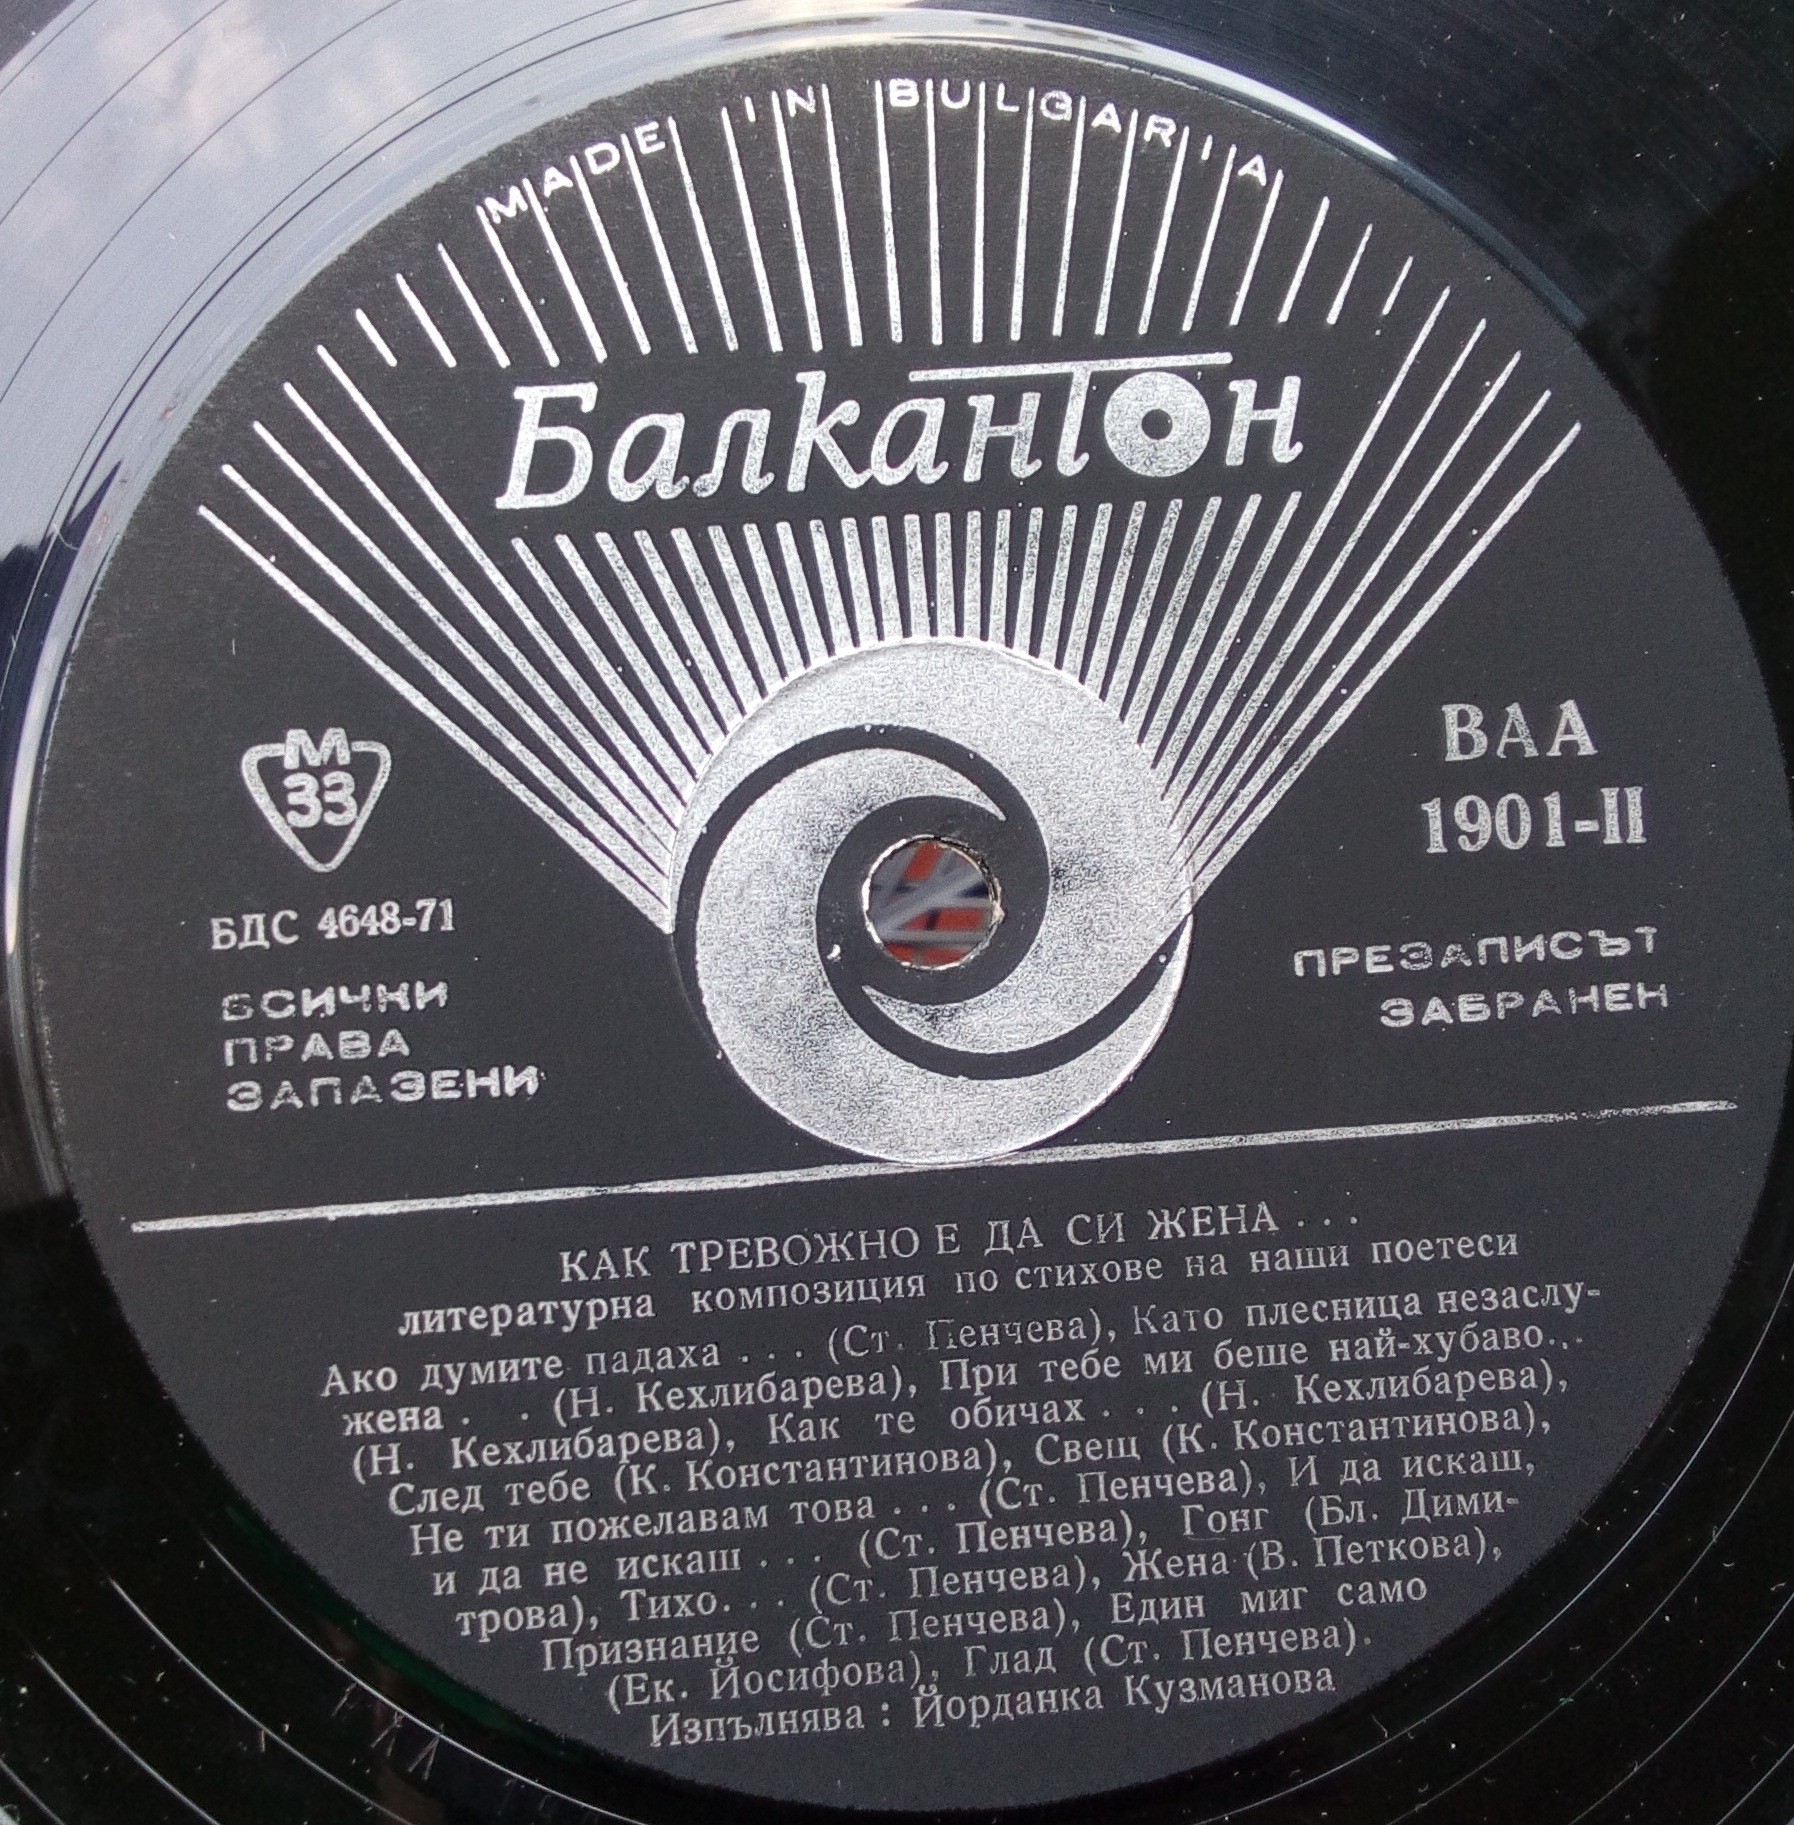 MADE IN BULGARIA
Балкантон
М
33
ВАА
1901-II
БДС 4648-71
ВСИЧКИ
ПРАВА
ЗАПАЗЕНИ
ПРЕЗАПИСЪТ
ЗАБРАНЕН
КАК ТРЕВОЖНО Е ДА СИ ЖЕНА . . .
литературна композиция по стихове на наши поетеси
Ако думите падаха . . . (Ст. Пенчева), Като плесница незаслу-
жена . . (Н. Кехлибарева), При тебе ми беше най-хубаво...
(Н. Кехлибарева), Как те обичах . . . (Н. Кехлибарева),
След тебе (К. Константинова), Свещ (К. Константинова),
Не ти пожелавам това . . . (Ст. Пенчева), И да искаш,
и да не искаш . . . (Ст. Пенчева), Гонг (Бл. Дими-
трова), Тихо. . . (Ст. Пенчева), Жена (В. Петкова),
Признание (Ст. Пенчева), Един миг само
(Ек. Йосифова), Глад (Ст. Пенчева).
Изпълнява : Йорданка Кузманова